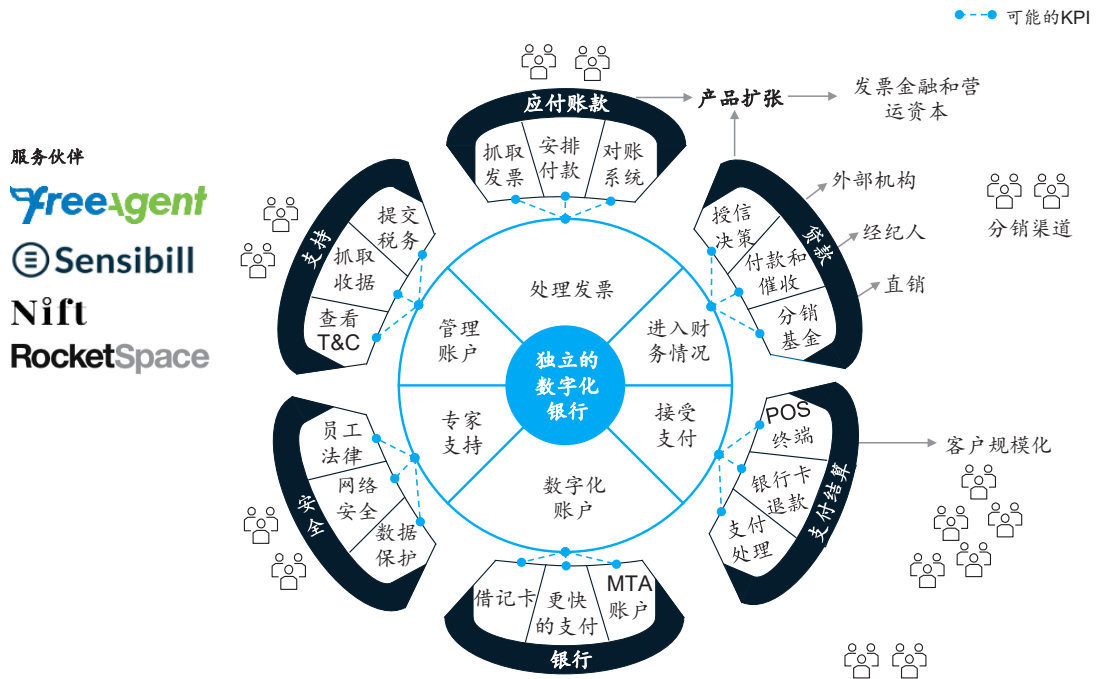 可能的KPI
应付账款
抓取
发票
安排
付款
对账
系统
产品扩张
发票金融和营
运资本
服务伙伴
freeagent
Sensibill
Nift
RocketSpace
支持
提交
税务
抓取
收据
查看
T&C
贷款
授信
决策
付款和
催收
分销
基金
外部机构
经纪人
直销
分销渠道
处理发票
管理
账户
进入财
务情况
独立的
数字化
银行
专家
支持
接受
支付
数字化
账户
安全
员工
法律
网络
安全
数据
保护
支付结算
POS
终端
银行卡
退款
支付
处理
客户规模化
借记卡
更快
的支付
MTA
账户
银行